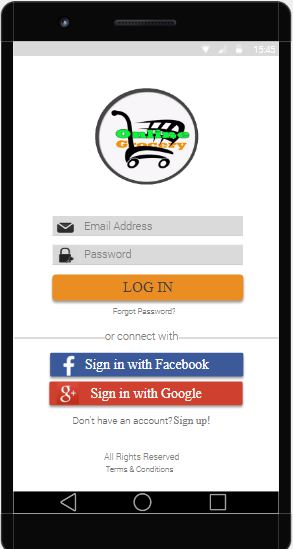 15:45
Online
Grocery
Email Address
Password
LOG IN
Forgot Password?
or connect with
f Sign in with Facebook
g+ Sign in with Google
Don't have an account?Sign up!
All Rights Reserved
Terms & Conditions